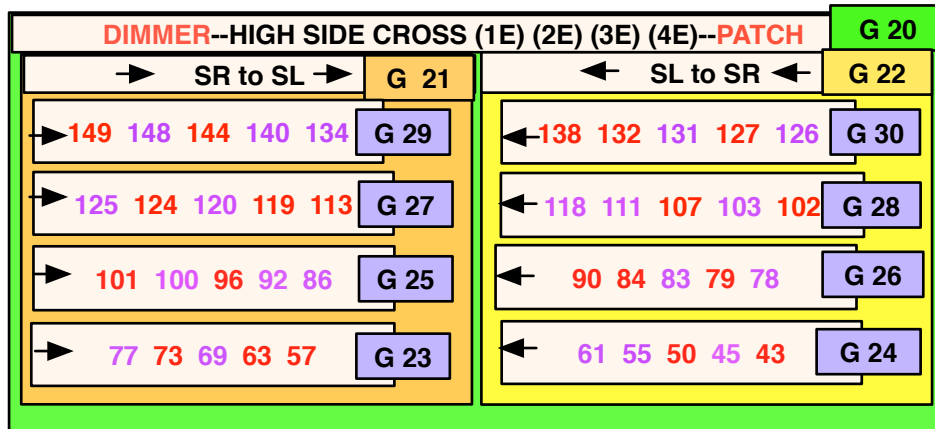 DIMMER--HIGH SIDE CROSS (1E) (2E) (3E) (4E)--PATCH G 20
SR to SL G 21
SL to SR G 22
149 148 144 140 134 G 29
138 132 131 127 126 G 30
125 124 120 119 113 G 27
118 111 107 103 102 G 28
101 100 96 92 86 G 25
90 84 83 79 78 G 26
77 73 69 63 57 G 23
61 55 50 45 43 G 24